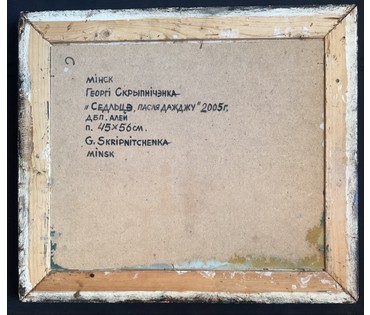 МІНСК
ГЕОРГІ СКРЫПНІЧЭНКА
"СЕДЛЬЦЭ, ПАСЛЯ ДАЖДЖУ" 2005г.
ДВП. АЛЕЙ
п. 45×56см.
G. SKRIPNITCHENKA
MINSK